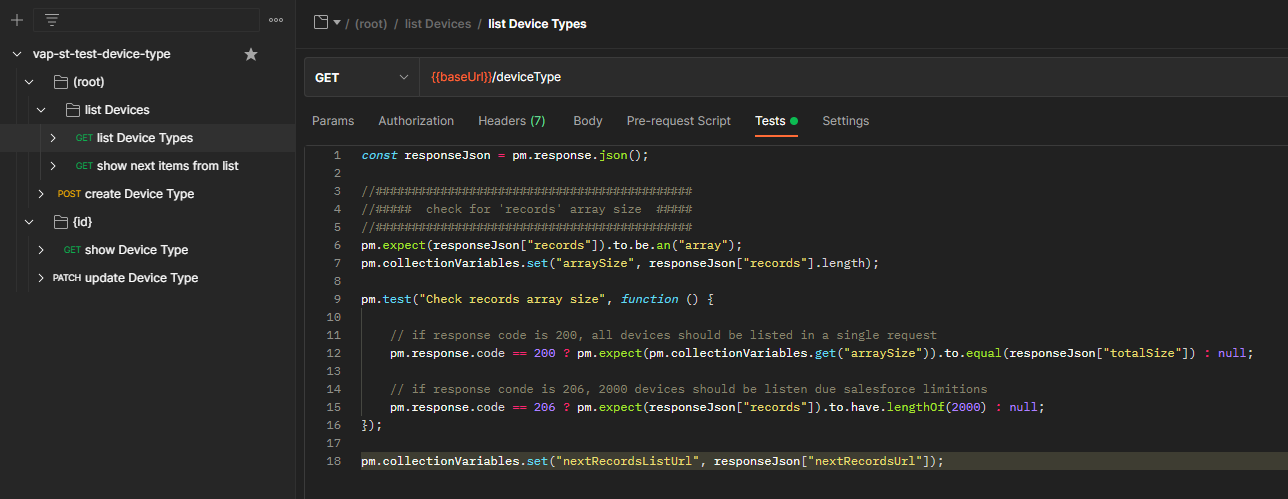 / (root) / list Devices / list Device Types
vap-st-test-device-type
(root)
list Devices
GET list Device Types
GET show next items from list
POST create Device Type
{id}
GET show Device Type
PATCH update Device Type
GET {{baseUrl}}/deviceType
Params Authorization Headers (7) Body Pre-request Script Tests Settings
1 const responseJson = pm.response.json();
2
3 //############################################
4 //##### check for 'records' array size #####
5 //############################################
6 pm.expect(responseJson["records"]).to.be.an("array");
7 pm.collectionVariables.set("arraySize", responseJson["records"].length);
8
9 pm.test("Check records array size", function () {
10
11 // if response code is 200, all devices should be listed in a single request
12 pm.response.code == 200 ? pm.expect(pm.collectionVariables.get("arraySize")).to.equal(responseJson["totalSize"]) : null;
13
14 // if response conde is 206, 2000 devices should be listen due salesforce limitions
15 pm.response.code == 206 ? pm.expect(responseJson["records"]).to.have.lengthOf(2000) : null;
16 });
17
18 pm.collectionVariables.set("nextRecordsListUrl", responseJson["nextRecordsUrl"]);